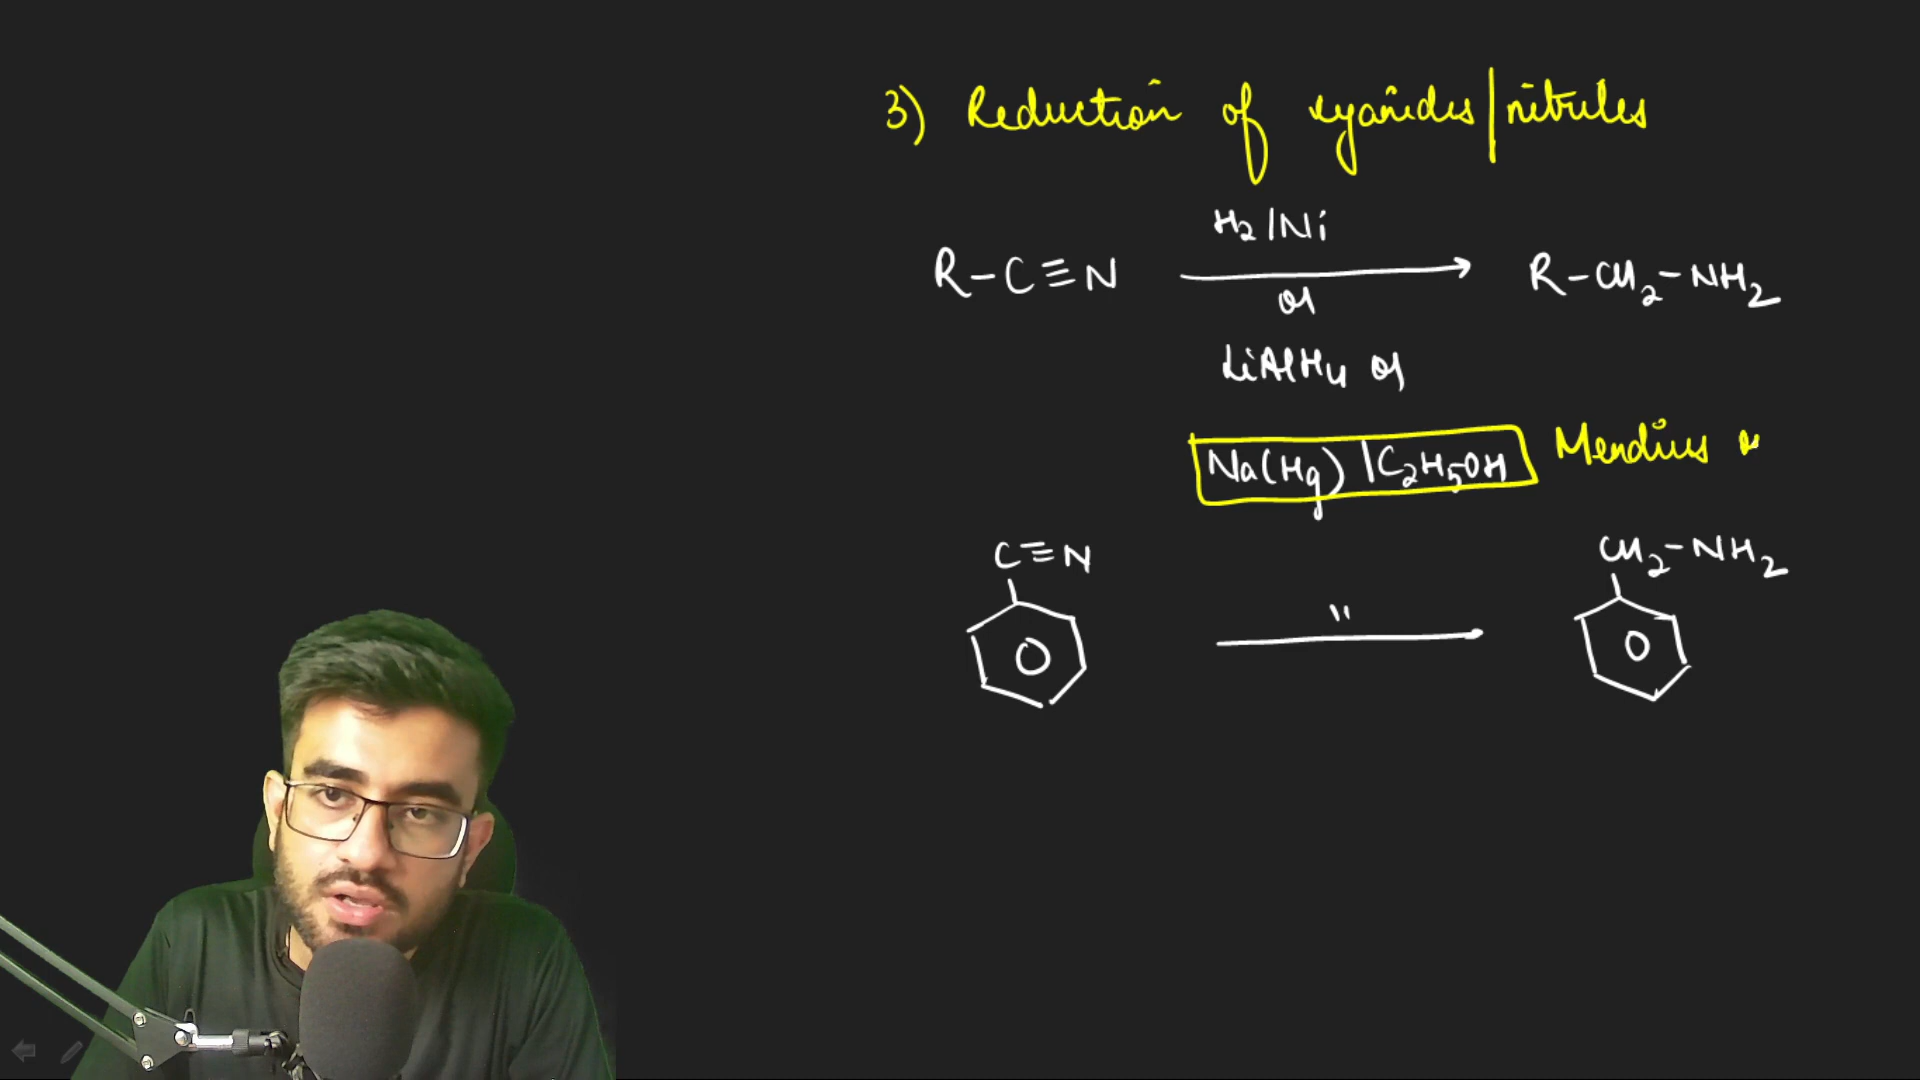 3) Reduction of cyanides/nitriles
H2/Ni
R-C≡N → R-CH2-NH2
or
LiAlH4 or
Na(Hg)/C2H5OH Mendius
C≡N CH2-NH2
"